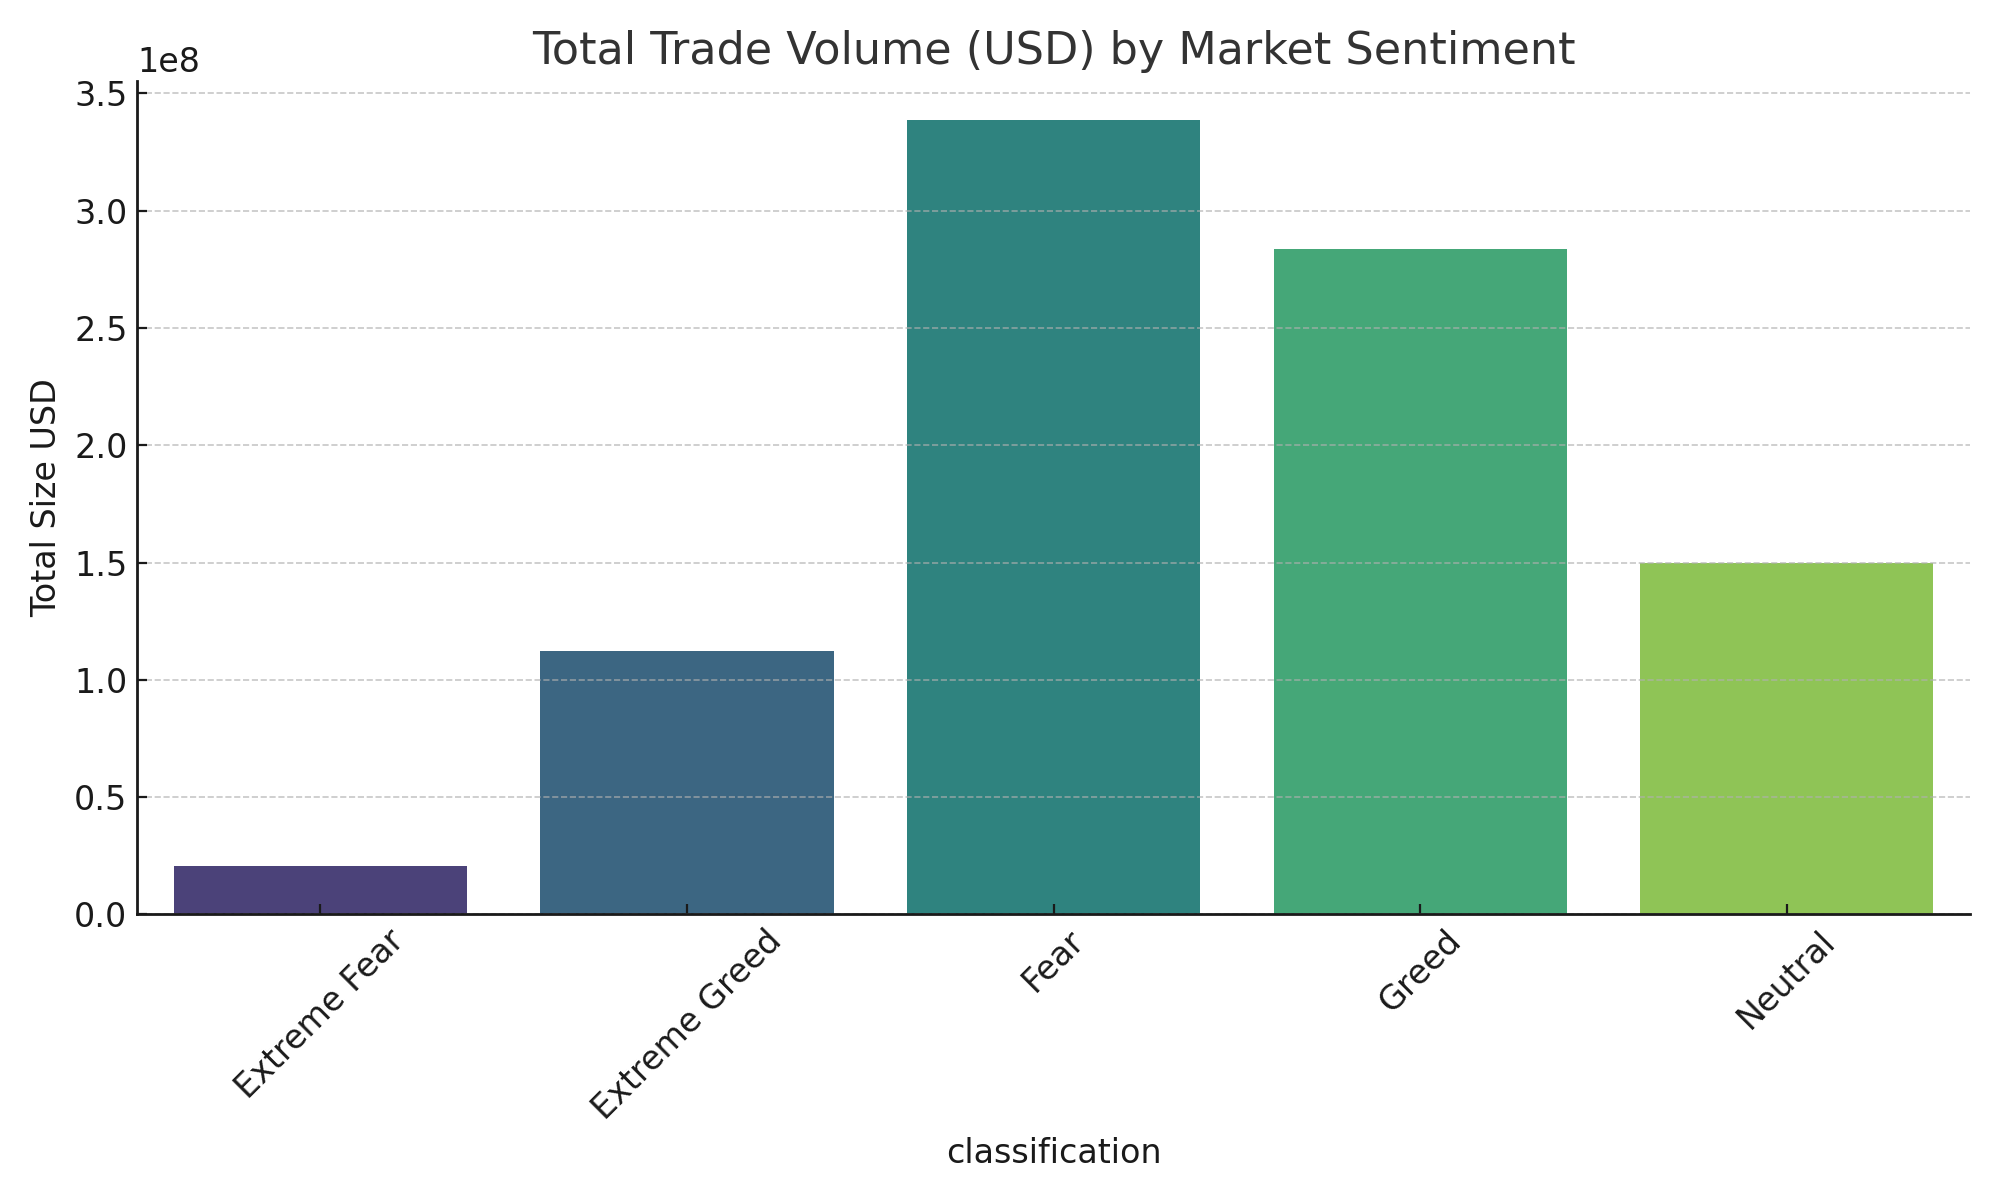 Total Trade Volume (USD) by Market Sentiment
1e8
3.5
3.0
2.5
2.0
1.5
1.0
0.5
0.0
Total Size USD
Extreme Fear
Extreme Greed
Fear
Greed
Neutral
classification